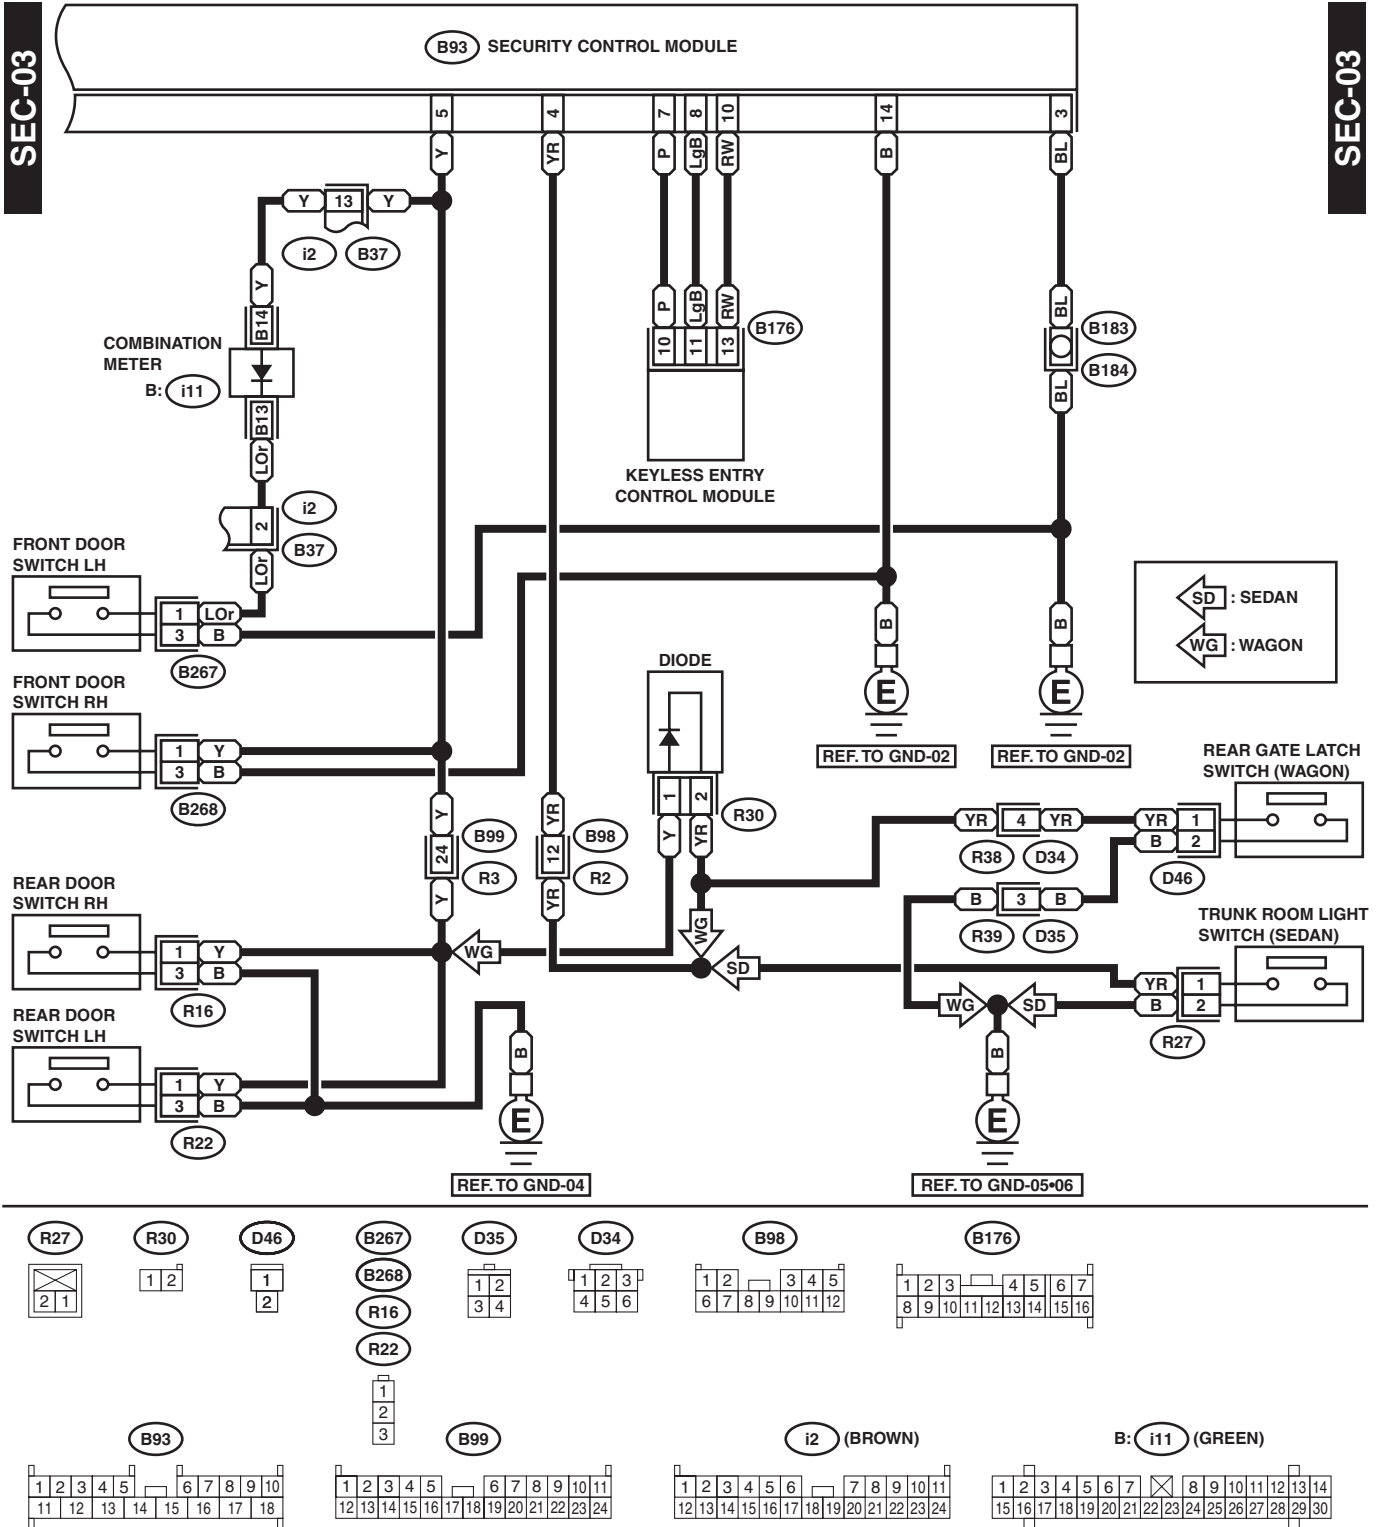 SEC-03
SEC-03
B93 SECURITY CONTROL MODULE
5 4 7 8 10 14 3
Y YR P LgB RW B BL
Y 13 Y
i2 B37
Y
B14
COMBINATION
METER
B: i11
B13
LOr
i2
2
B37
LOr
P LgB RW
10 11 13
B176
KEYLESS ENTRY
CONTROL MODULE
BL
B183
B184
BL
FRONT DOOR
SWITCH LH
1 LOr
3 B
B267
B B
E E
REF. TO GND-02 REF. TO GND-02
SD : SEDAN
WG : WAGON
FRONT DOOR
SWITCH RH
1 Y
3 B
B268
DIODE
1 2
R30
Y YR
Y YR
24 B99 12 B98
R3 R2
Y YR
REAR GATE LATCH
SWITCH (WAGON)
YR 4 YR YR 1
B 2
R38 D34 D46
B 3 B
R39 D35
REAR DOOR
SWITCH RH
1 Y
3 B
R16
WG WG SD
TRUNK ROOM LIGHT
SWITCH (SEDAN)
YR 1
B 2
R27
WG SD
REAR DOOR
SWITCH LH
1 Y
3 B
R22
B B
E E
REF. TO GND-04 REF. TO GND-05•06
R27 R30 D46 B267 D35 D34 B98 B176
B268
R16
R22
2 1
1 2
1
2
1
2
3
1 2
3 4
1 2 3
4 5 6
1 2 3 4 5
6 7 8 9 10 11 12
1 2 3 4 5 6 7
8 9 10 11 12 13 14 15 16
B93 B99 i2 (BROWN) B: i11 (GREEN)
1 2 3 4 5 6 7 8 9 10
11 12 13 14 15 16 17 18
1 2 3 4 5 6 7 8 9 10 11
12 13 14 15 16 17 18 19 20 21 22 23 24
1 2 3 4 5 6 7 8 9 10 11
12 13 14 15 16 17 18 19 20 21 22 23 24
1 2 3 4 5 6 7 8 9 10 11 12 13 14
15 16 17 18 19 20 21 22 23 24 25 26 27 28 29 30